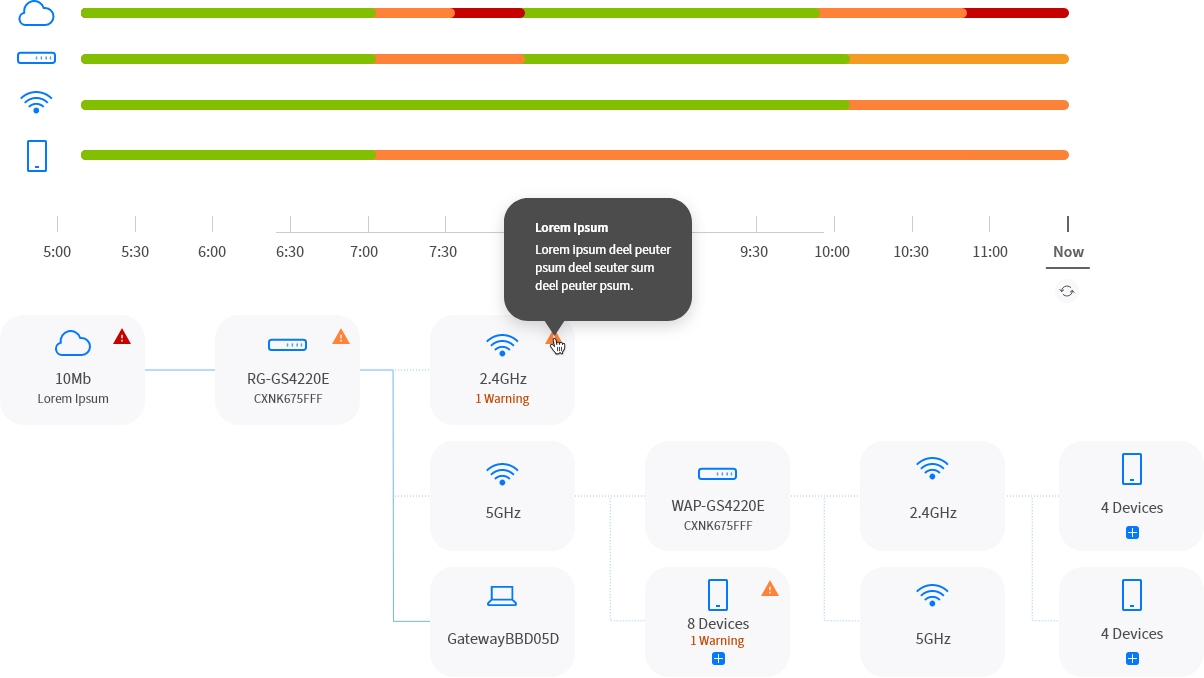 5:00 5:30 6:00 6:30 7:00 7:30 9:30 10:00 10:30 11:00 Now
Lorem Ipsum
Lorem ipsum deel peuter
psum deel seuter sum
deel peuter psum.
10Mb
Lorem Ipsum
RG-GS4220E
CXNK675FFF
2.4GHz
1 Warning
5GHz
WAP-GS4220E
CXNK675FFF
2.4GHz
4 Devices
GatewayBBD05D
8 Devices
1 Warning
5GHz
4 Devices